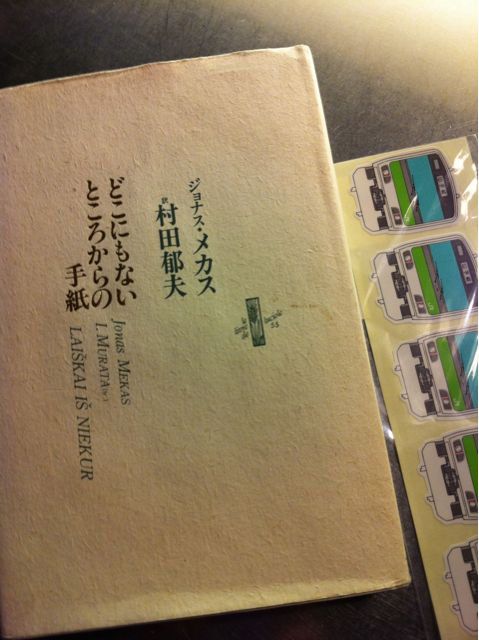 ジョナス・メカス
訳 村田郁夫
どこにもない
ところからの
手紙
Jonas MEKAS
I. MURATA
LAIŠKAI IŠ NIEKUR
55